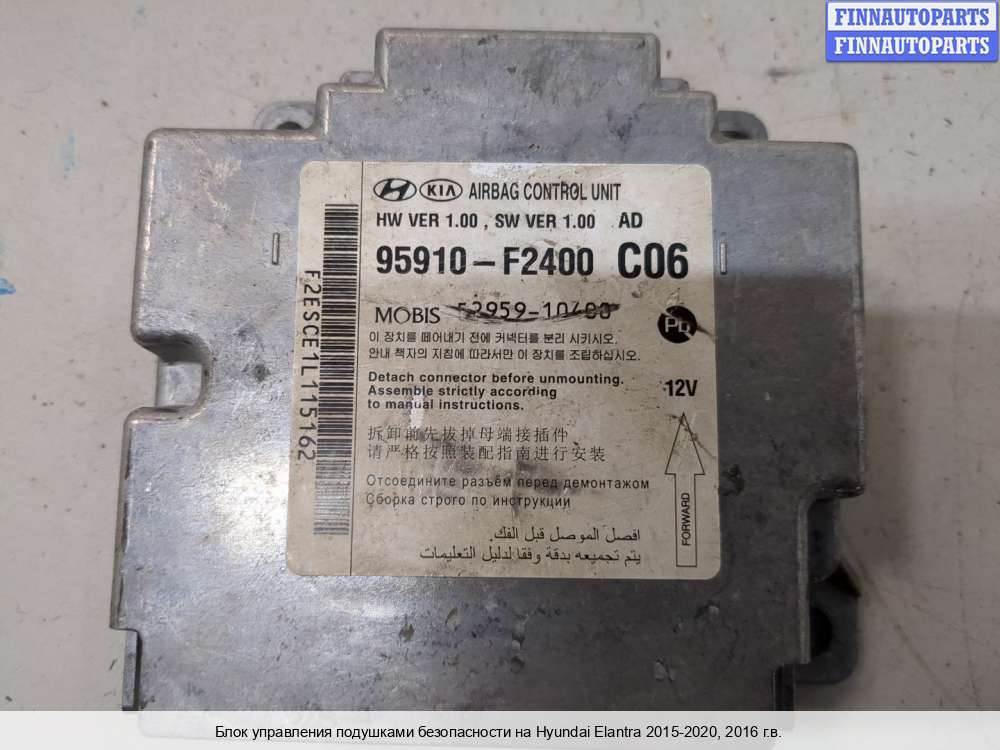 FINNAUTOPARTS
FINNAUTOPARTS
KIA AIRBAG CONTROL UNIT
HW VER 1.00 , SW VER 1.00 AD
95910-F2400 C06
MOBIS
Pb
이 장치를 떼어내기 전에 커넥터를 분리 시키시오.
안내 책자의 지침에 따라서만 이 장치를 조립하십시오.
Detach connector before unmounting.
Assemble strictly according
to manual instructions.
12V
拆卸前先拔掉母端接插件,
请严格按照装配指南进行安装
Отсоедините разъём перед демонтажом
Сборка строго по инструкции
افصل الموصل قبل الفك.
يتم تجميعه بدقة وفقا لدليل التعليمات
FORWARD
F2ESCE1L115162
Блок управления подушками безопасности на Hyundai Elantra 2015-2020, 2016 г.в.